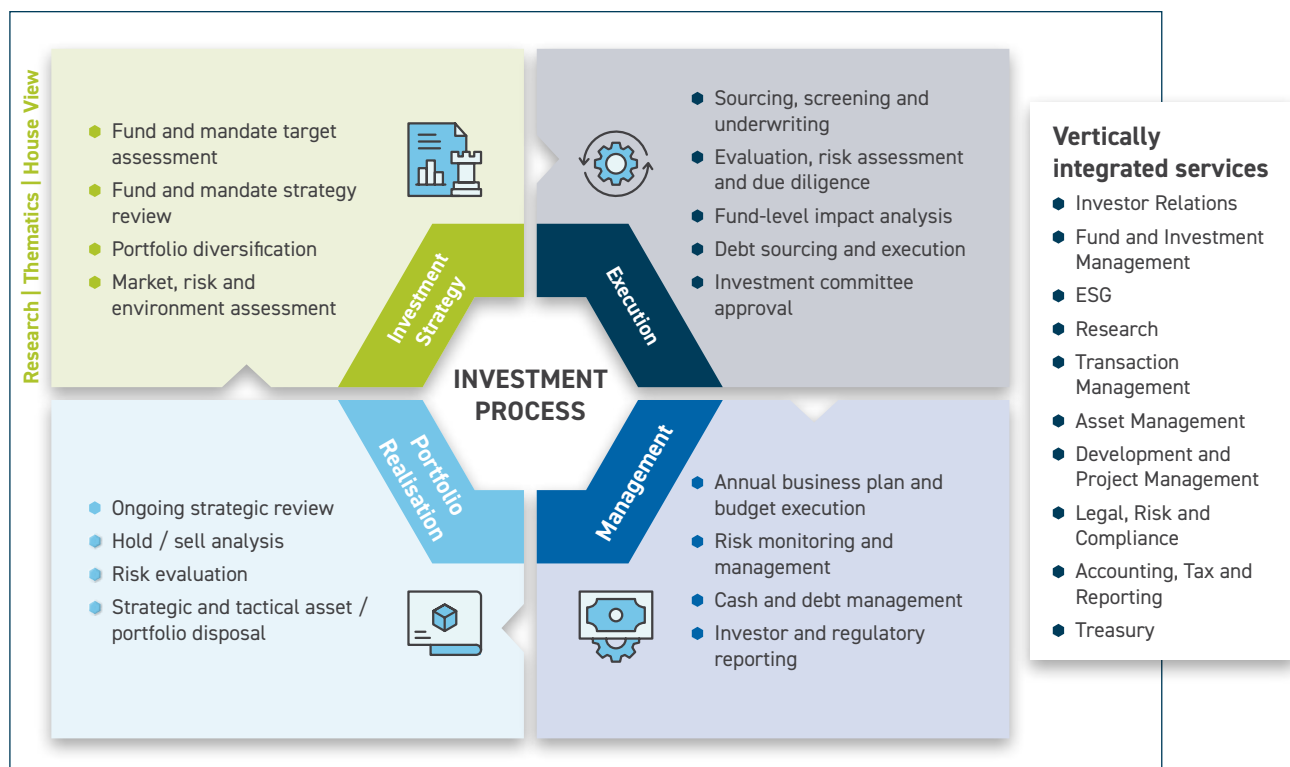 Research | Thematics | House View
Fund and mandate target
assessment
Fund and mandate strategy
review
Portfolio diversification
Market, risk and
environment assessment
Investment
Strategy
Sourcing, screening and
underwriting
Evaluation, risk assessment
and due diligence
Fund-level impact analysis
Debt sourcing and execution
Investment committee
approval
Execution
INVESTMENT
PROCESS
Ongoing strategic review
Hold / sell analysis
Risk evaluation
Strategic and tactical asset /
portfolio disposal
Portfolio
Realisation
Management
Annual business plan and
budget execution
Risk monitoring and
management
Cash and debt management
Investor and regulatory
reporting
Vertically
integrated services
Investor Relations
Fund and Investment
Management
ESG
Research
Transaction
Management
Asset Management
Development and
Project Management
Legal, Risk and
Compliance
Accounting, Tax and
Reporting
Treasury